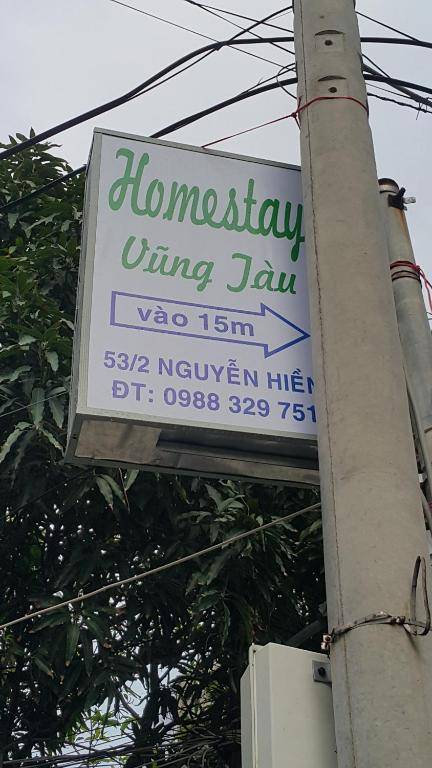 Homestay
Vũng Tàu
vào 15m
53/2 NGUYỄN HIỀN
ĐT: 0988 329 751